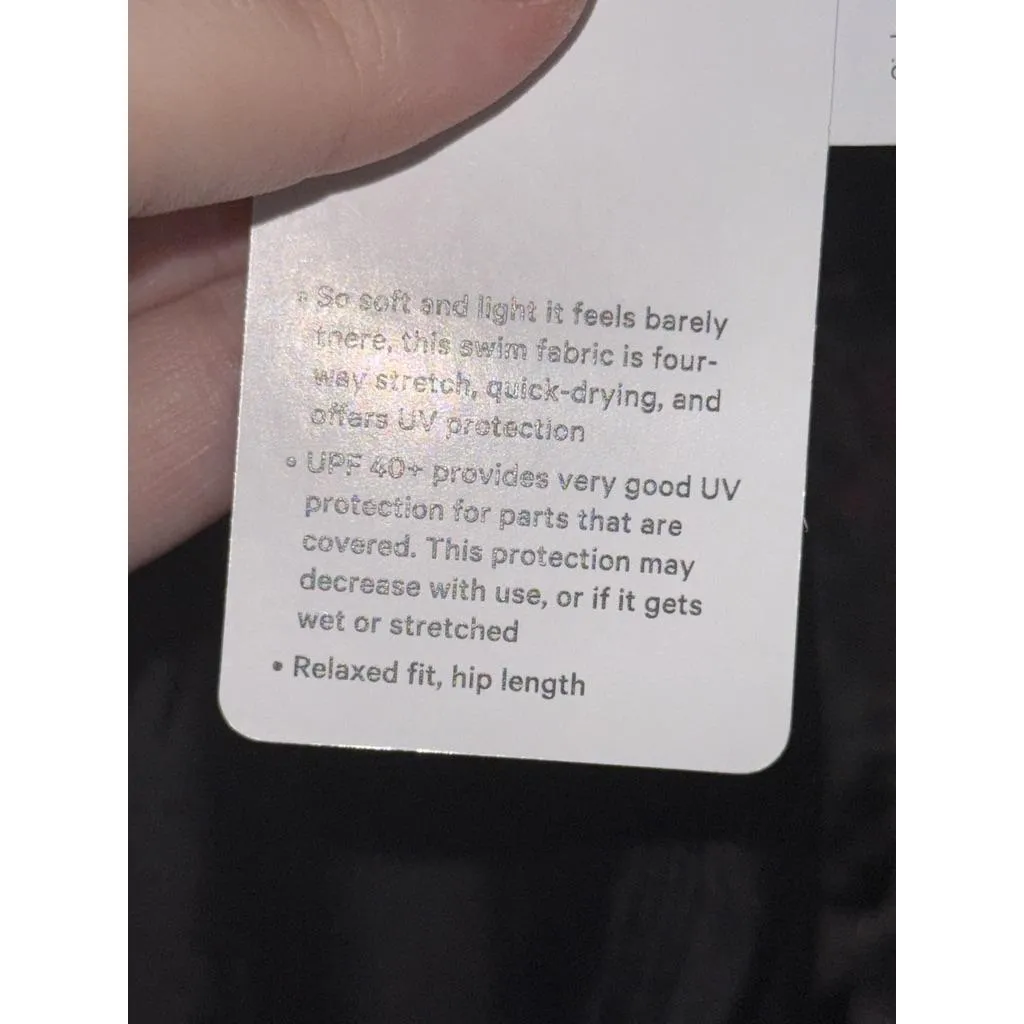 • So soft and light it feels barely
there, this swim fabric is four-
way stretch, quick-drying, and
offers UV protection
• UPF 40+ provides very good UV
protection for parts that are
covered. This protection may
decrease with use, or if it gets
wet or stretched
• Relaxed fit, hip length